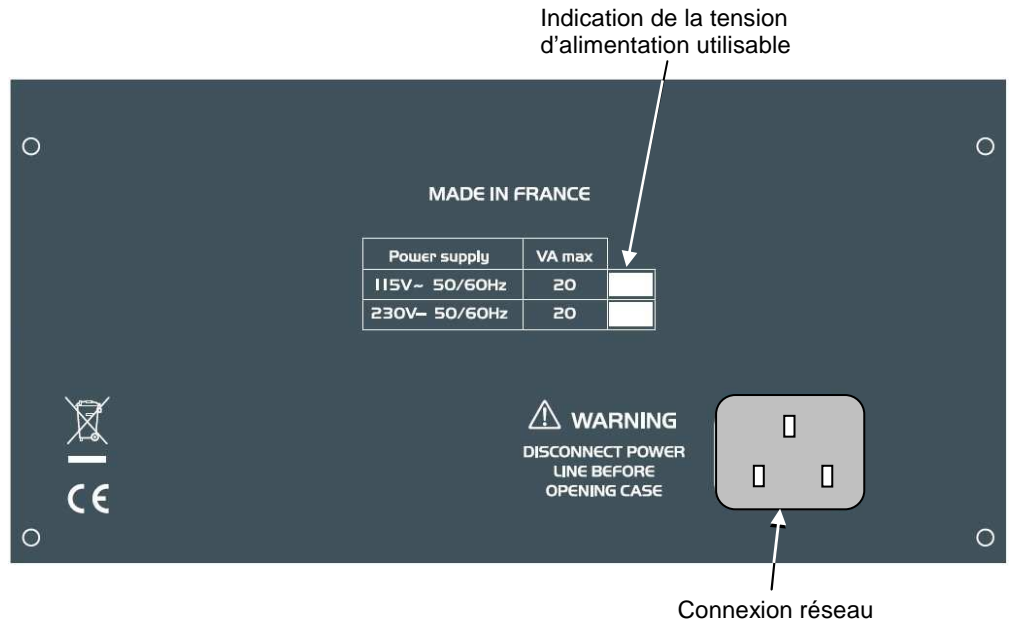 Indication de la tension
d’alimentation utilisable
MADE IN FRANCE
Power supply VA max
115V~ 50/60Hz 20
230V– 50/60Hz 20
WARNING
DISCONNECT POWER
LINE BEFORE
OPENING CASE
CE
Connexion réseau